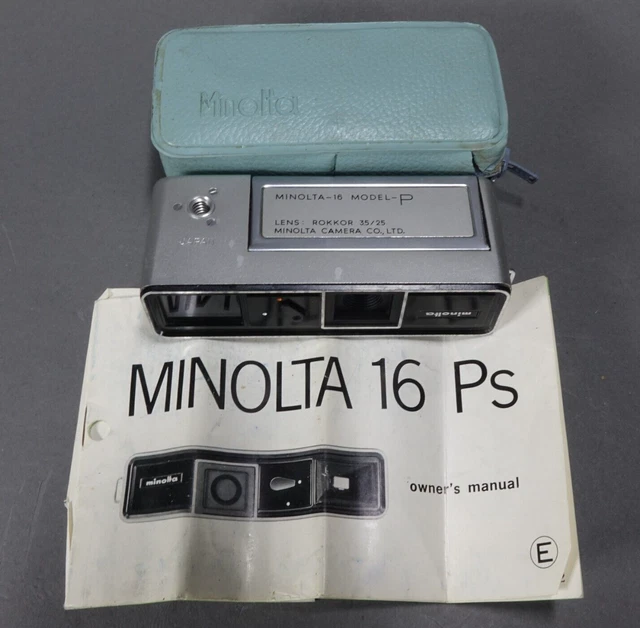 Minolta
MINOLTA-16 MODEL-P
LENS: ROKKOR 35/25
MINOLTA CAMERA CO., LTD.
JAPAN
minolta
MINOLTA 16 Ps
minolta
owner's manual
E